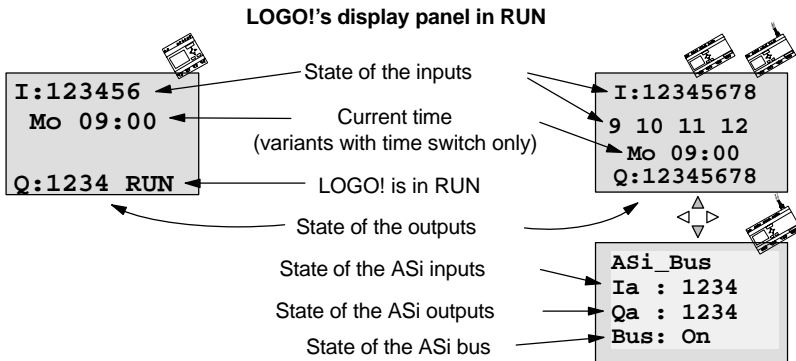 LOGO!'s display panel in RUN
I:123456
Mo 09:00
Q:1234 RUN
State of the inputs
Current time
(variants with time switch only)
LOGO! is in RUN
State of the outputs
State of the ASi inputs
State of the ASi outputs
State of the ASi bus
I:12345678
9 10 11 12
Mo 09:00
Q:12345678
ASi_Bus
Ia : 1234
Qa : 1234
Bus: On